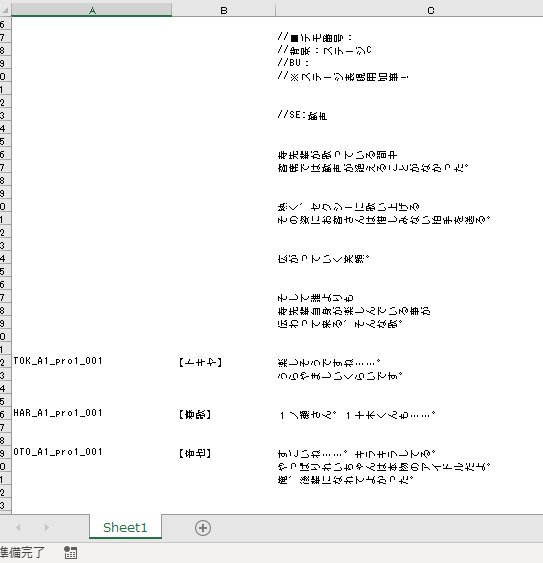 A B C
//■デモ番号：
//背景：ステージC
//BU：
//※ステージ表現用加筆！
//SE:歓声
寿先輩が歌っている間中
客席では歓声が絶えることがなかった。
熱く、セクシーに歌い上げる
その姿にお客さんは惜しみない拍手を送る。
広がっていく笑顔。
そして誰よりも
寿先輩自身が楽しんでいる事が
伝わって来る、そんな歌。
TOK_A1_pro1_001 【トキヤ】 楽しそうですね……。
うらやましいくらいです。
HAR_A1_pro1_001 【春歌】 一ノ瀬さん。一十木くんも……。
OTO_A1_pro1_001 【音也】 すごいね……。キラキラしてる。
やっぱりれいちゃんは本物のアイドルだよ。
俺、後輩になれてよかった。
Sheet1
準備完了